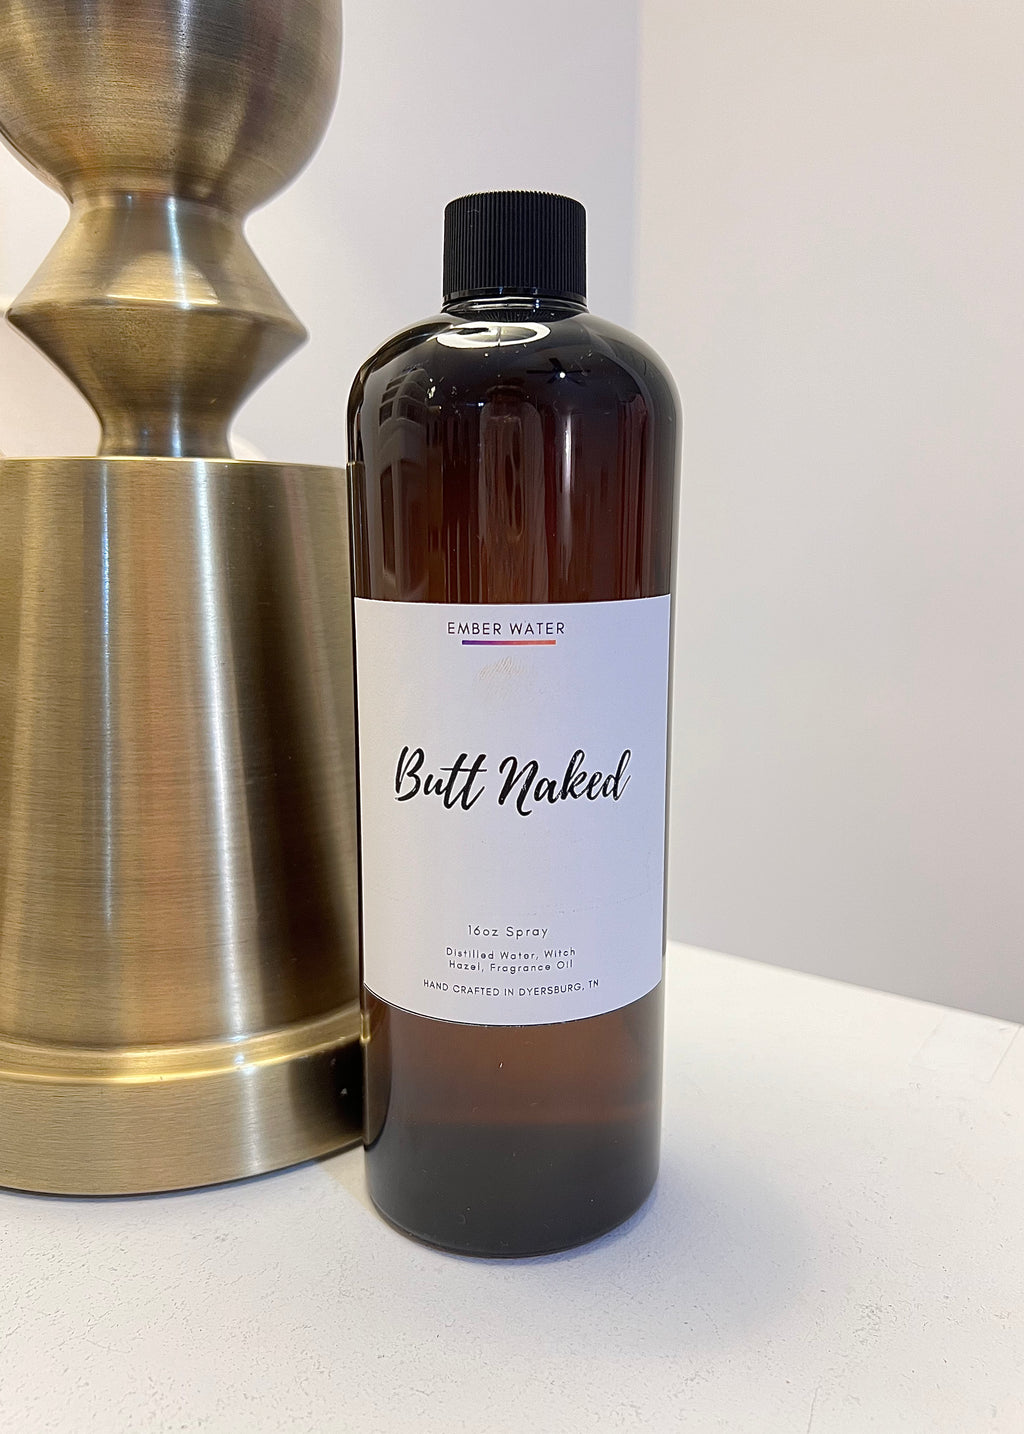 EMBER WATER
Butt Naked
16oz Spray
Distilled Water, Witch
Hazel, Fragrance Oil
HAND CRAFTED IN DYERSBURG, TN